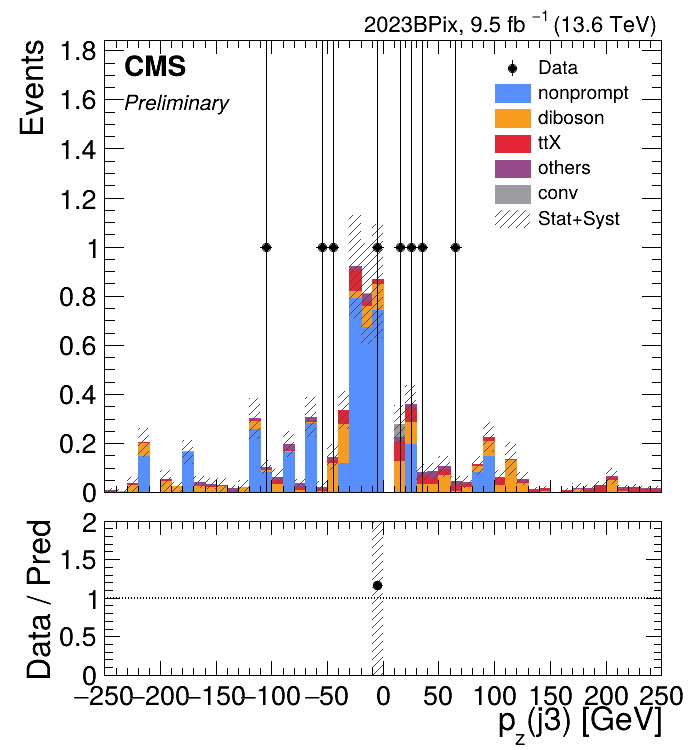 2023BPix, 9.5 fb⁻¹ (13.6 TeV)
CMS
Preliminary
Events
1.8
1.6
1.4
1.2
1
0.8
0.6
0.4
0.2
0
Data
nonprompt
diboson
ttX
others
conv
Stat+Syst
Data / Pred
2
1.5
1
0.5
0
−250 −200 −150 −100 −50 0 50 100 150 200 250
p_z(j3) [GeV]